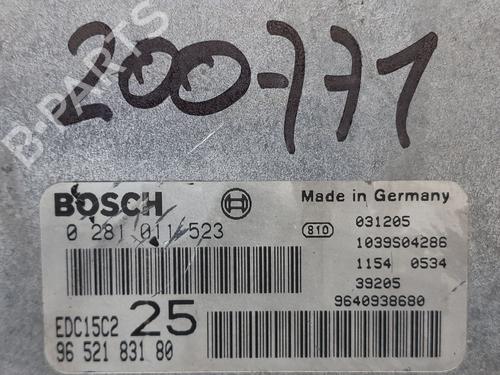 200-771
B-PARTS
BOSCH
Made in Germany
0 281 011 523
810
031205
1039S04286
1154 0534
39205
9640938680
EDC15C2 25
96 521 831 80